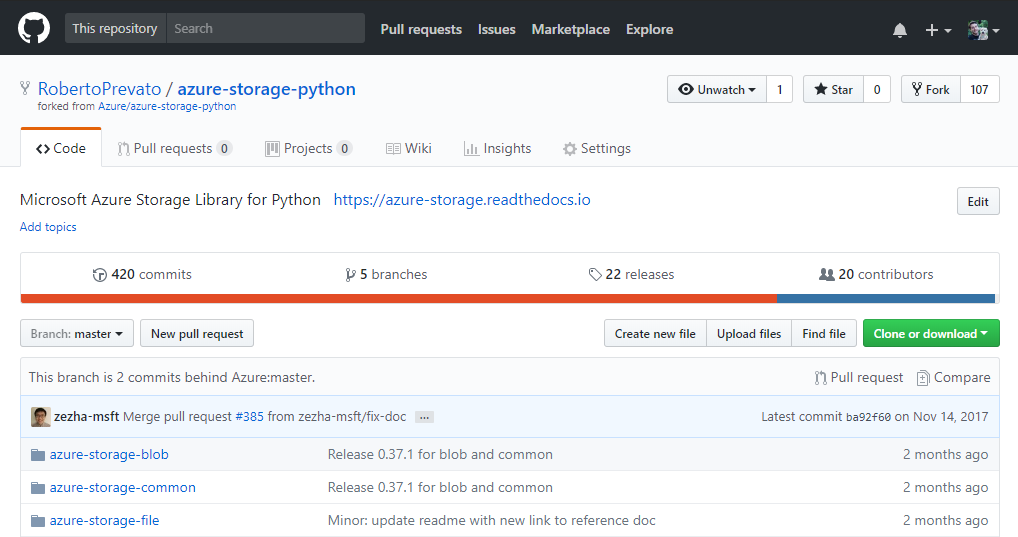 This repository Search Pull requests Issues Marketplace Explore
RobertoPrevato / azure-storage-python Unwatch 1 Star 0 Fork 107
forked from Azure/azure-storage-python
Code Pull requests 0 Projects 0 Wiki Insights Settings
Microsoft Azure Storage Library for Python https://azure-storage.readthedocs.io Edit
Add topics
420 commits 5 branches 22 releases 20 contributors
Branch: master New pull request Create new file Upload files Find file Clone or download
This branch is 2 commits behind Azure:master. Pull request Compare
zezha-msft Merge pull request #385 from zezha-msft/fix-doc ... Latest commit ba92f60 on Nov 14, 2017
azure-storage-blob Release 0.37.1 for blob and common 2 months ago
azure-storage-common Release 0.37.1 for blob and common 2 months ago
azure-storage-file Minor: update readme with new link to reference doc 2 months ago